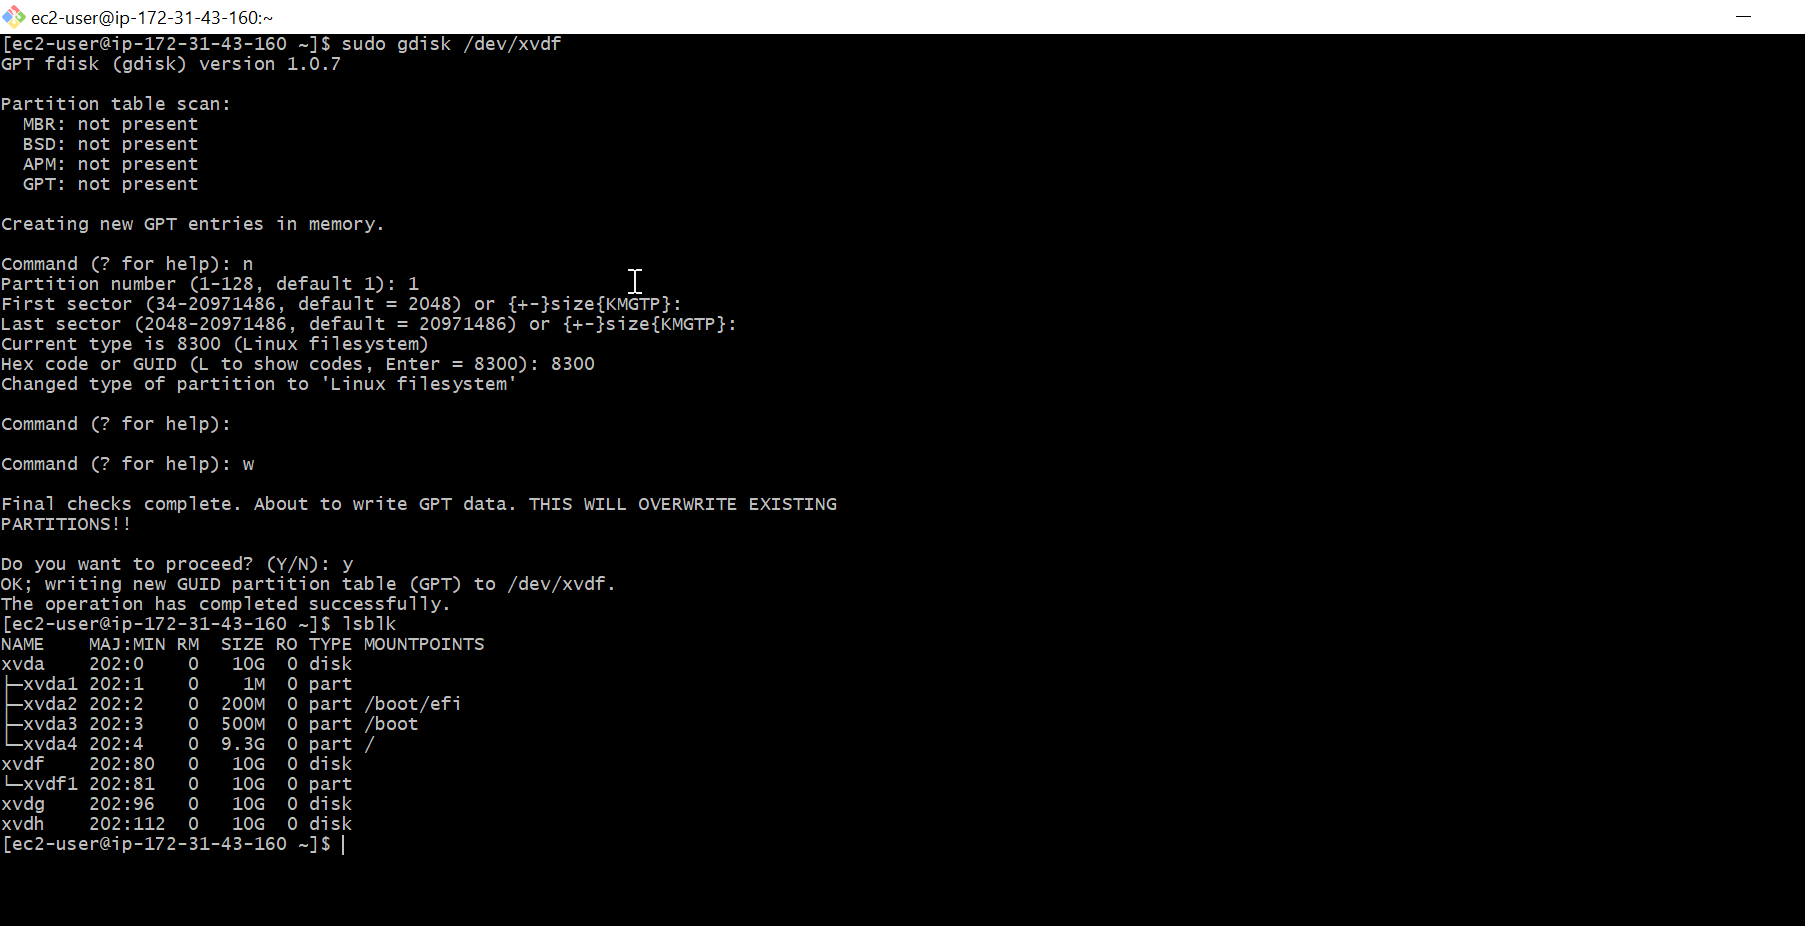 ec2-user@ip-172-31-43-160:~
[ec2-user@ip-172-31-43-160 ~]$ sudo gdisk /dev/xvdf
GPT fdisk (gdisk) version 1.0.7
Partition table scan:
  MBR: not present
  BSD: not present
  APM: not present
  GPT: not present
Creating new GPT entries in memory.
Command (? for help): n
Partition number (1-128, default 1): 1
First sector (34-20971486, default = 2048) or {+-}size{KMGTP}:
Last sector (2048-20971486, default = 20971486) or {+-}size{KMGTP}:
Current type is 8300 (Linux filesystem)
Hex code or GUID (L to show codes, Enter = 8300): 8300
Changed type of partition to 'Linux filesystem'
Command (? for help):
Command (? for help): w
Final checks complete. About to write GPT data. THIS WILL OVERWRITE EXISTING
PARTITIONS!!
Do you want to proceed? (Y/N): y
OK; writing new GUID partition table (GPT) to /dev/xvdf.
The operation has completed successfully.
[ec2-user@ip-172-31-43-160 ~]$ lsblk
NAME    MAJ:MIN RM  SIZE RO TYPE MOUNTPOINTS
xvda    202:0    0   10G  0 disk
├─xvda1 202:1    0    1M  0 part
├─xvda2 202:2    0  200M  0 part /boot/efi
├─xvda3 202:3    0  500M  0 part /boot
└─xvda4 202:4    0  9.3G  0 part /
xvdf    202:80   0   10G  0 disk
└─xvdf1 202:81   0   10G  0 part
xvdg    202:96   0   10G  0 disk
xvdh    202:112  0   10G  0 disk
[ec2-user@ip-172-31-43-160 ~]$